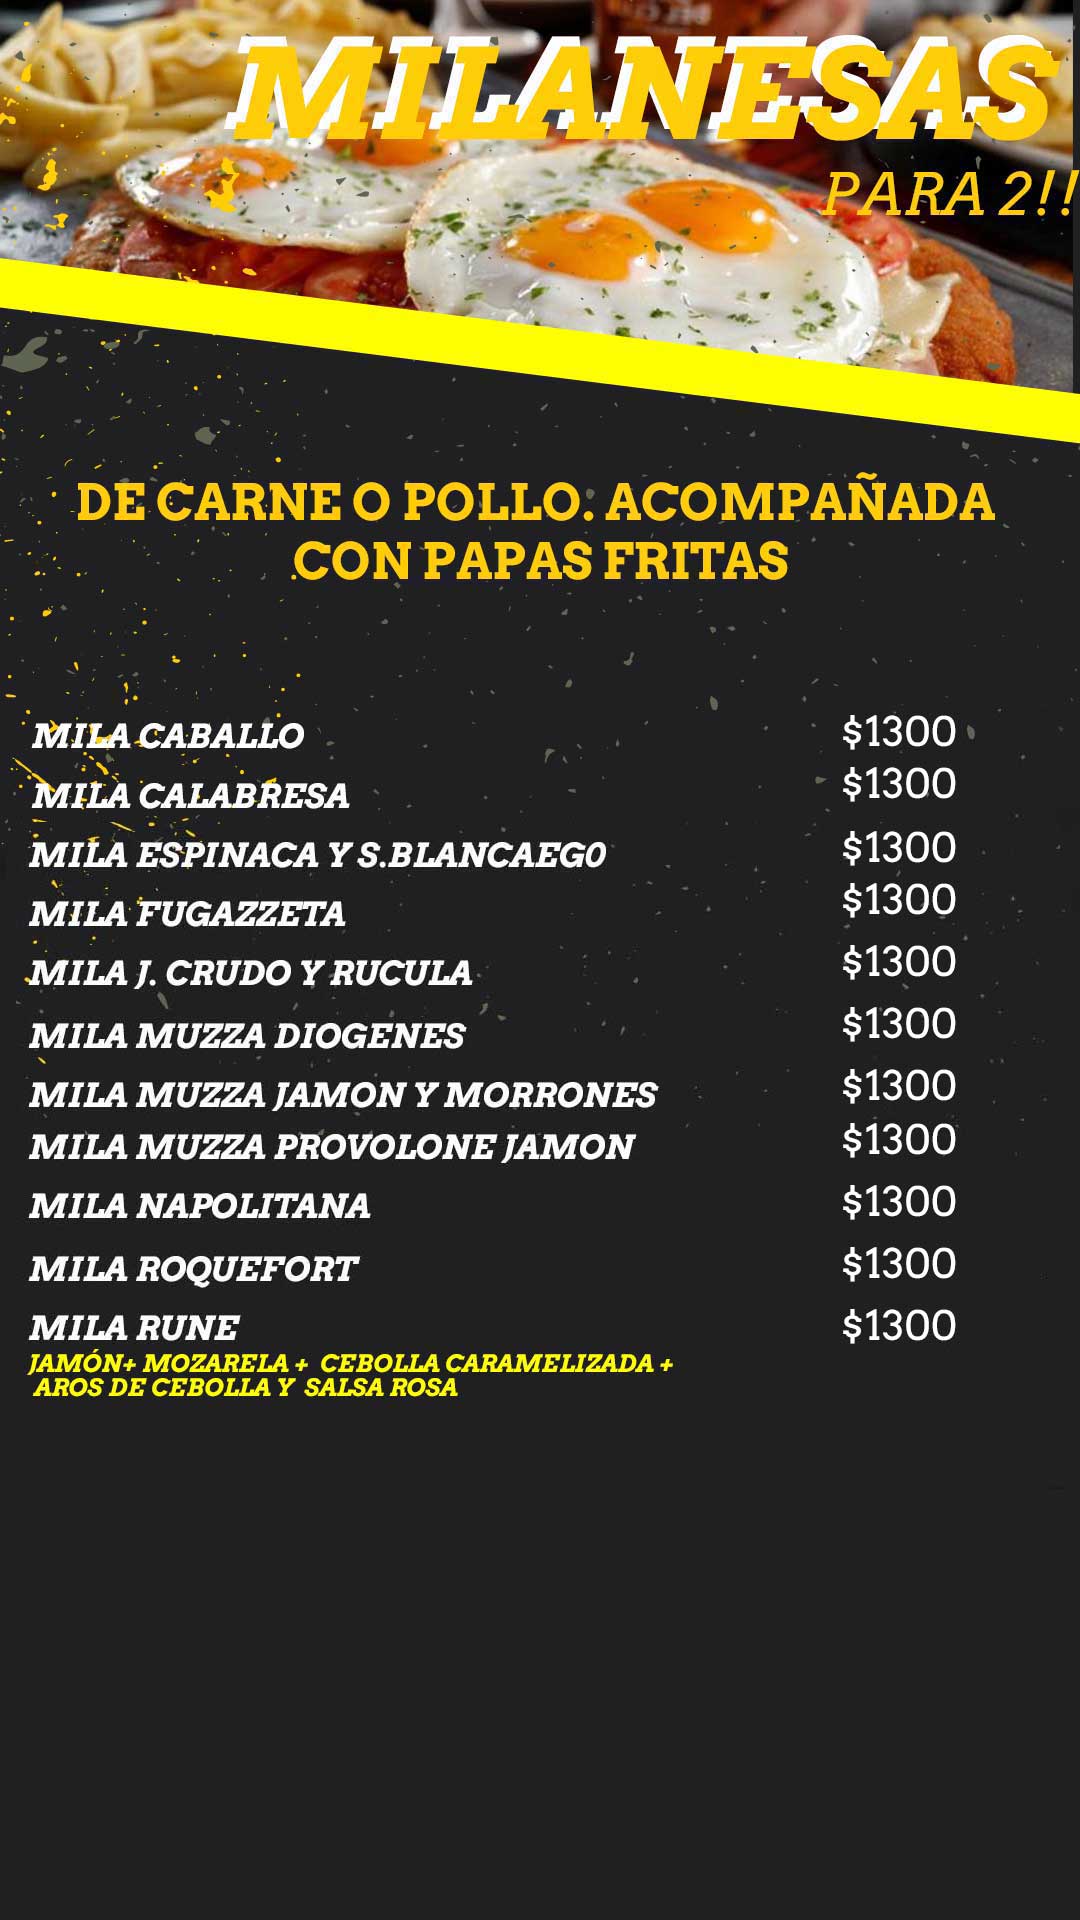 MILANESAS
PARA 2!!
DE CARNE O POLLO: ACOMPAÑADA
CON PAPAS FRITAS
MILA CABALLO $1300
MILA CALABRESA $1300
MILA ESPINACA Y S.BLANCAEG0 $1300
MILA FUGAZZETA $1300
MILA J. CRUDO Y RUCULA $1300
MILA MUZZA DIOGENES $1300
MILA MUZZA JAMON Y MORRONES $1300
MILA MUZZA PROVOLONE JAMON $1300
MILA NAPOLITANA $1300
MILA ROQUEFORT $1300
MILA RUNE $1300
JAMÓN+ MOZARELA + CEBOLLA CARAMELIZADA +
AROS DE CEBOLLA Y SALSA ROSA